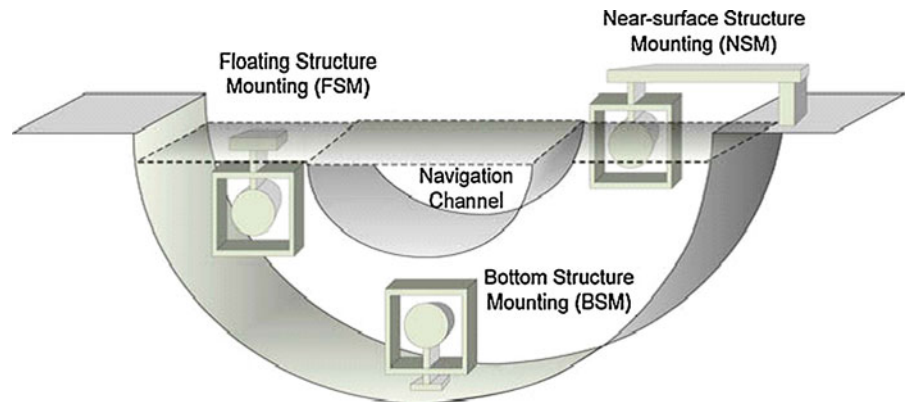 Floating Structure
Mounting (FSM)
Near-surface Structure
Mounting (NSM)
Navigation
Channel
Bottom Structure
Mounting (BSM)